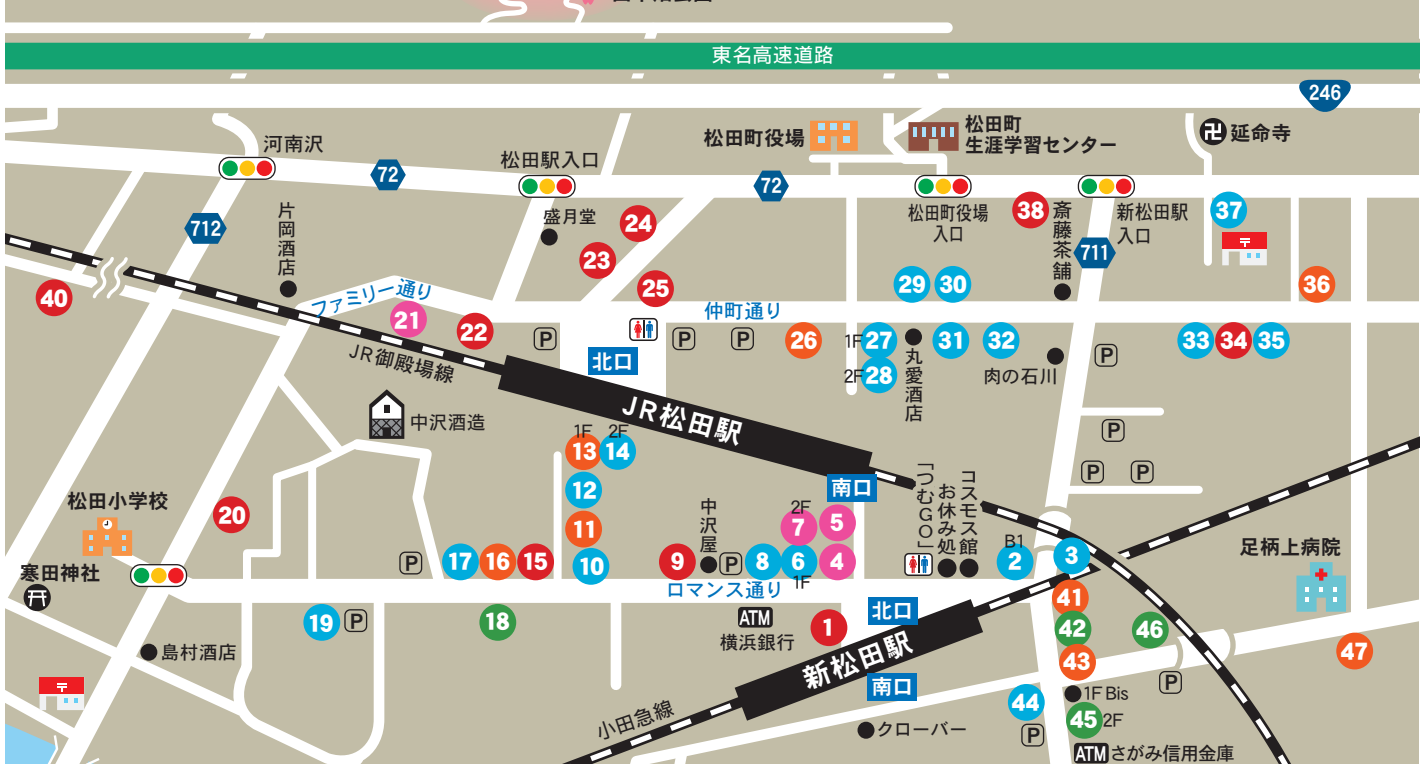 東名高速道路
246
松田町役場
松田町
生涯学習センター
卍
延命寺
河南沢
72
松田駅入口
72
松田町役場
入口
38
斎藤茶舗
新松田駅
入口
37
〒
712
片岡酒店
盛月堂
24
23
711
40
ファミリー通り
21
22
25
仲町通り
29
30
36
JR御殿場線
P
北口
P
P
26
1F
27
2F
28
丸愛酒店
31
32
肉の石川
P
33
34
35
JR松田駅
中沢酒造
1F
2F
13
14
12
11
10
P
P
P
南口
松田小学校
20
寒田神社
P
17
16
15
9
中沢屋
P
8
2F
7
5
6
1F
4
「つむGO」
お休み処
コスモス館
B1
2
3
足柄上病院
ロマンス通り
19
P
18
ATM
横浜銀行
1
北口
新松田駅
南口
41
42
43
46
47
P
島村酒店
〒
小田急線
クローバー
44
P
1F Bis
45
2F
ATM
さがみ信用金庫